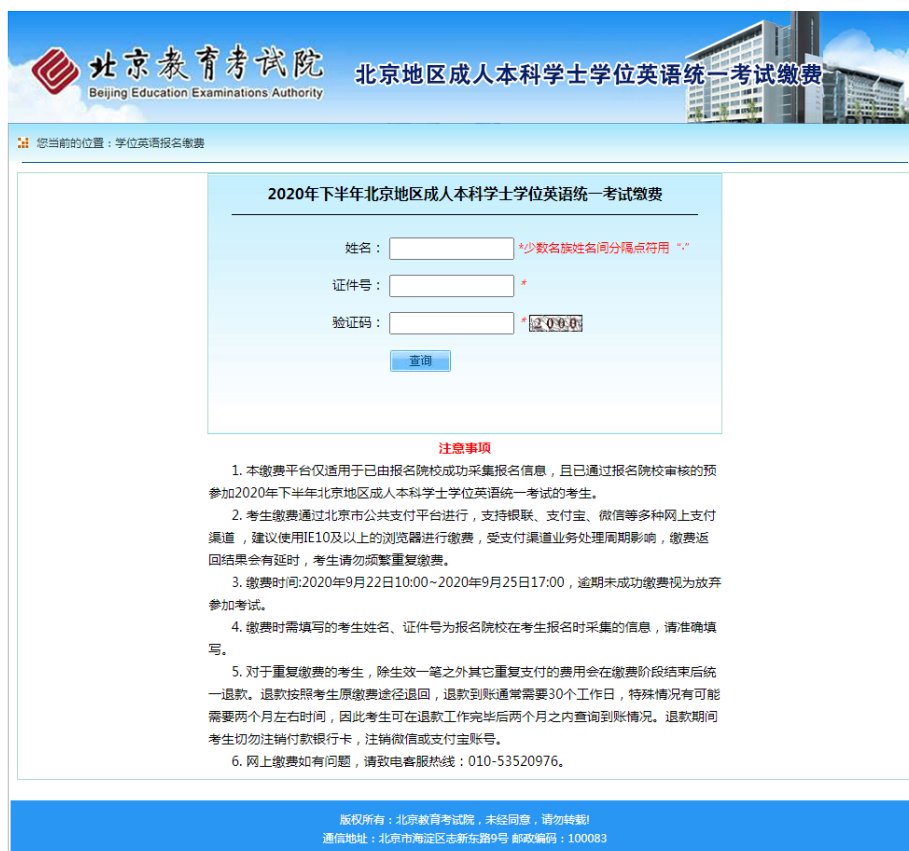 北京教育考试院
Beijing Education Examinations Authority
北京地区成人本科学士学位英语统一考试缴费
您当前的位置：学位英语报名缴费
2020年下半年北京地区成人本科学士学位英语统一考试缴费
姓名： *少数名族姓名间分隔点符用 “·”
证件号： *
验证码： * 2000
查询
注意事项
1. 本缴费平台仅适用于已由报名院校成功采集报名信息，且已通过报名院校审核的预
参加2020年下半年北京地区成人本科学士学位英语统一考试的考生。
2. 考生缴费通过北京市公共支付平台进行，支持银联、支付宝、微信等多种网上支付
渠道 ，建议使用IE10及以上的浏览器进行缴费，受支付渠道业务处理周期影响，缴费返
回结果会有延时，考生请勿频繁重复缴费。
3. 缴费时间:2020年9月22日10:00~2020年9月25日17:00，逾期未成功缴费视为放弃
参加考试。
4. 缴费时需填写的考生姓名、证件号为报名院校在考生报名时采集的信息，请准确填
写。
5. 对于重复缴费的考生，除生效一笔之外其它重复支付的费用会在缴费阶段结束后统
一退款。退款按照考生原缴费途径退回，退款到账通常需要30个工作日，特殊情况有可能
需要两个月左右时间，因此考生可在退款工作完毕后两个月之内查询到账情况。退款期间
考生切勿注销付款银行卡，注销微信或支付宝账号。
6. 网上缴费如有问题，请致电客服热线：010-53520976。
版权所有：北京教育考试院，未经同意，请勿转载!
通信地址：北京市海淀区志新东路9号 邮政编码：100083